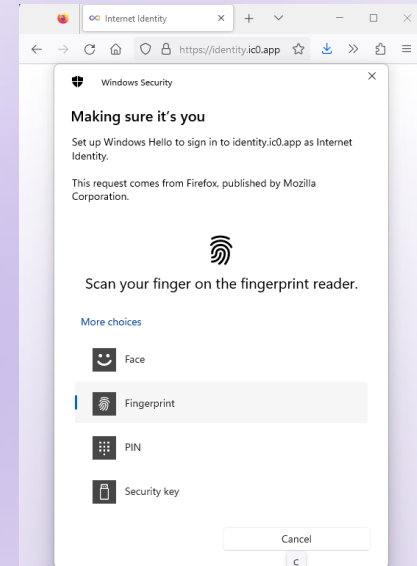 Internet Identity
https://identity.ic0.app
Windows Security
Making sure it's you
Set up Windows Hello to sign in to identity.ic0.app as Internet
Identity.
This request comes from Firefox, published by Mozilla
Corporation.
Scan your finger on the fingerprint reader.
More choices
Face
Fingerprint
PIN
Security key
Cancel
C